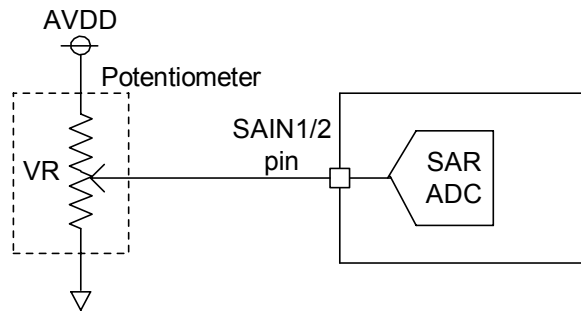 AVDD
Potentiometer
SAIN1/2
pin
VR
SAR
ADC